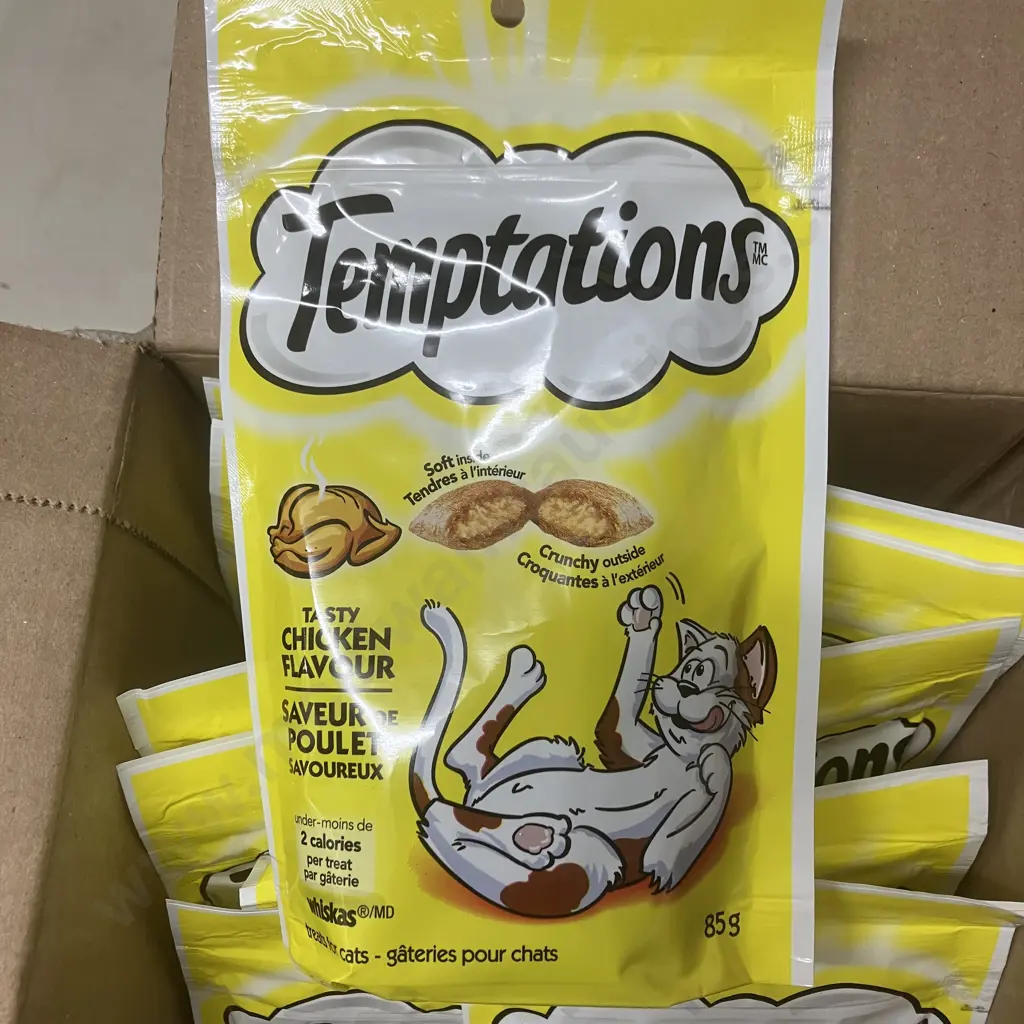 Temptations TM MC
Soft inside
Tendres à l'intérieur
Crunchy outside
Croquantes à l'extérieur
TASTY
CHICKEN
FLAVOUR
SAVEUR DE
POULET
SAVOUREUX
under-moins de
2 calories
per treat
par gâterie
whiskas®/MD
treats for cats - gâteries pour chats
85g
ons